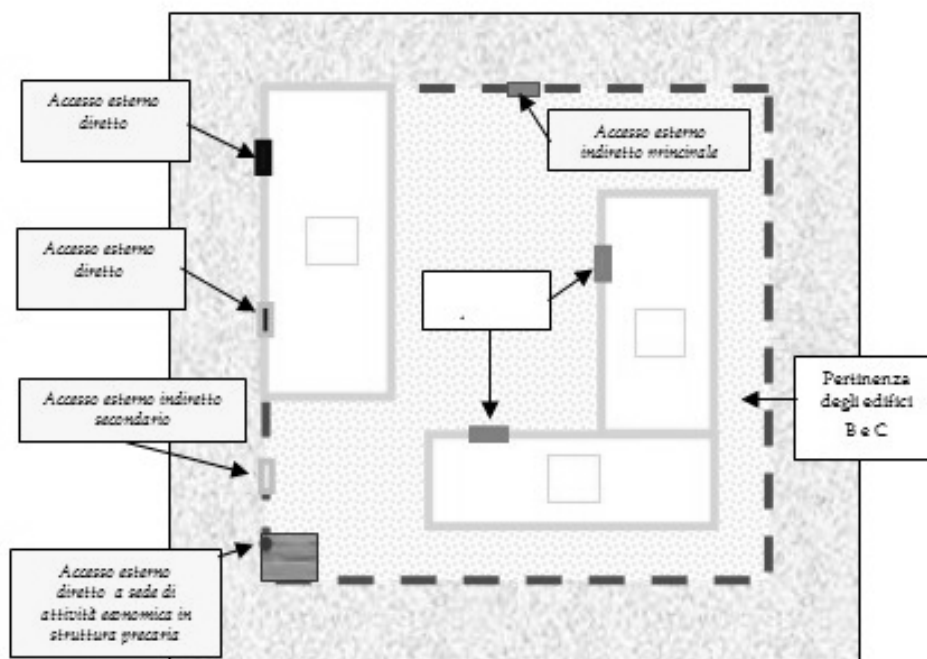 Accesso esterno
diretto
Accesso esterno
indiretto principale
Accesso esterno
diretto
Accesso esterno indiretto
secondario
Pertinenza
degli edifici
B e C
Accesso esterno
diretto a sede di
attività economica in
struttura precaria